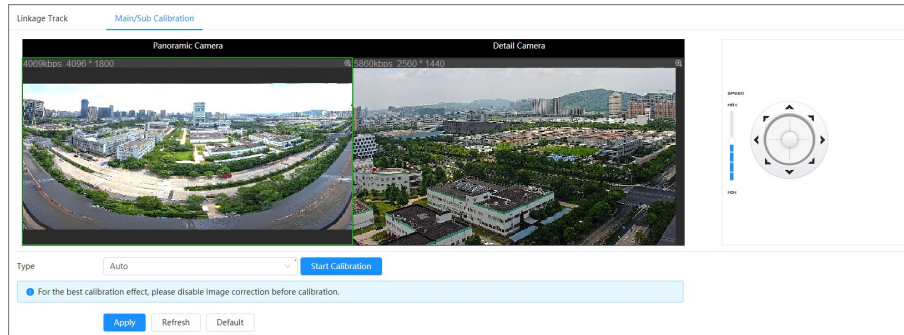 Linkage Track Main/Sub Calibration
Panoramic Camera Detail Camera
4069kbps 4096 * 1800 5860kbps 2560 * 1440
SPEED
MAX
MIN
Type Auto Start Calibration
For the best calibration effect, please disable image correction before calibration.
Apply Refresh Default